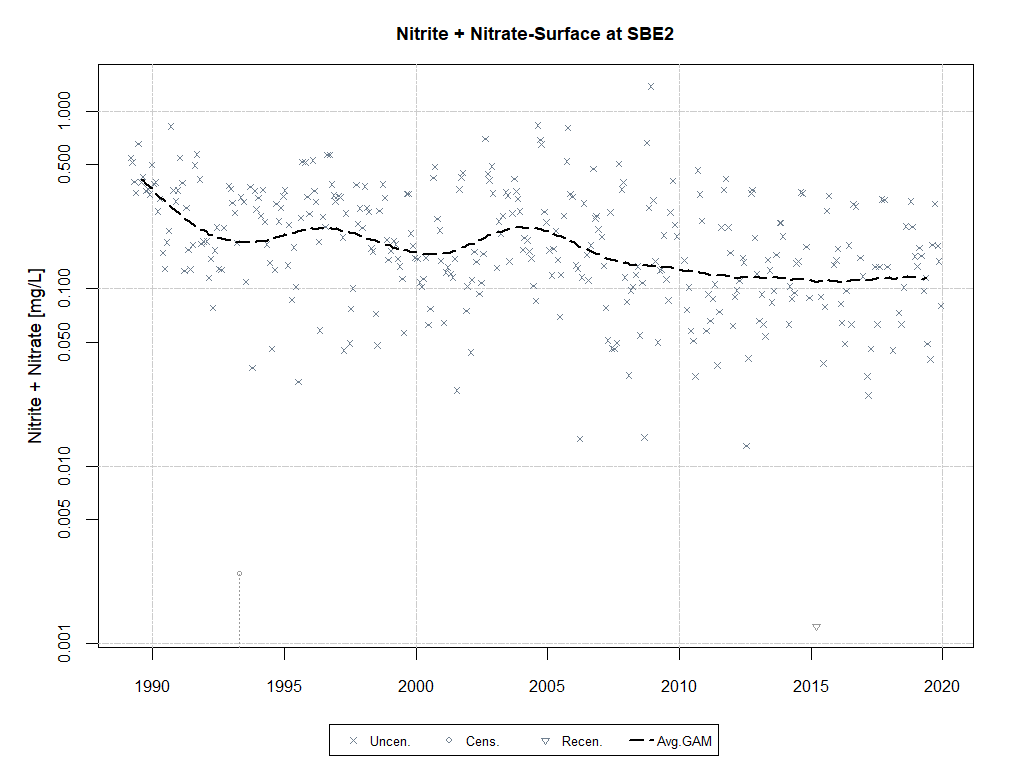 Nitrite + Nitrate-Surface at SBE2
Nitrite + Nitrate [mg/L]
1.000
0.500
0.100
0.050
0.010
0.005
0.001
1990 1995 2000 2005 2010 2015 2020
Uncen. Cens. Recen. Avg.GAM